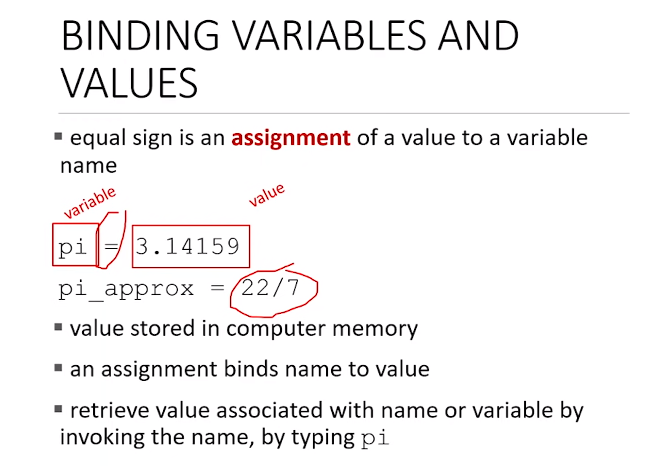 BINDING VARIABLES AND
VALUES
▪ equal sign is an assignment of a value to a variable
name
variable
value
pi = 3.14159
pi_approx = 22/7
▪ value stored in computer memory
▪ an assignment binds name to value
▪ retrieve value associated with name or variable by
invoking the name, by typing pi